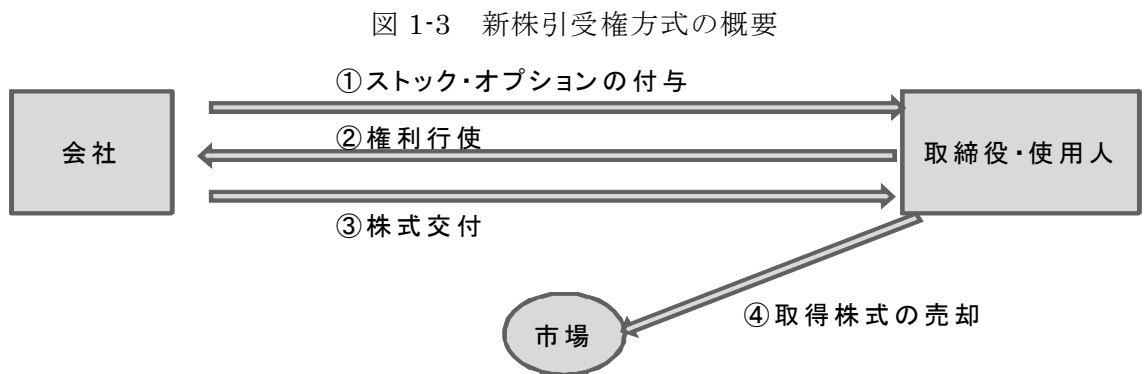 図 1-3　新株引受権方式の概要
①ストック・オプションの付与
会社
②権利行使
取締役・使用人
③株式交付
市場
④取得株式の売却